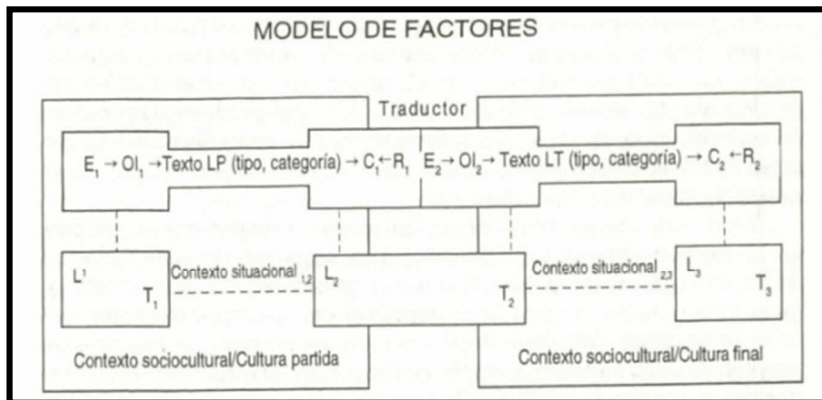 MODELO DE FACTORES
Traductor
E₁ → OI₁ →Texto LP (tipo, categoría) → C₁←R₁ E₂→OI₂→ Texto LT (tipo, categoría) → C₂←R₂
L¹ Contexto situacional ₁,₂ L₂ Contexto situacional ₂,₃ L₃
T₁ T₂ T₃
Contexto sociocultural/Cultura partida Contexto sociocultural/Cultura final